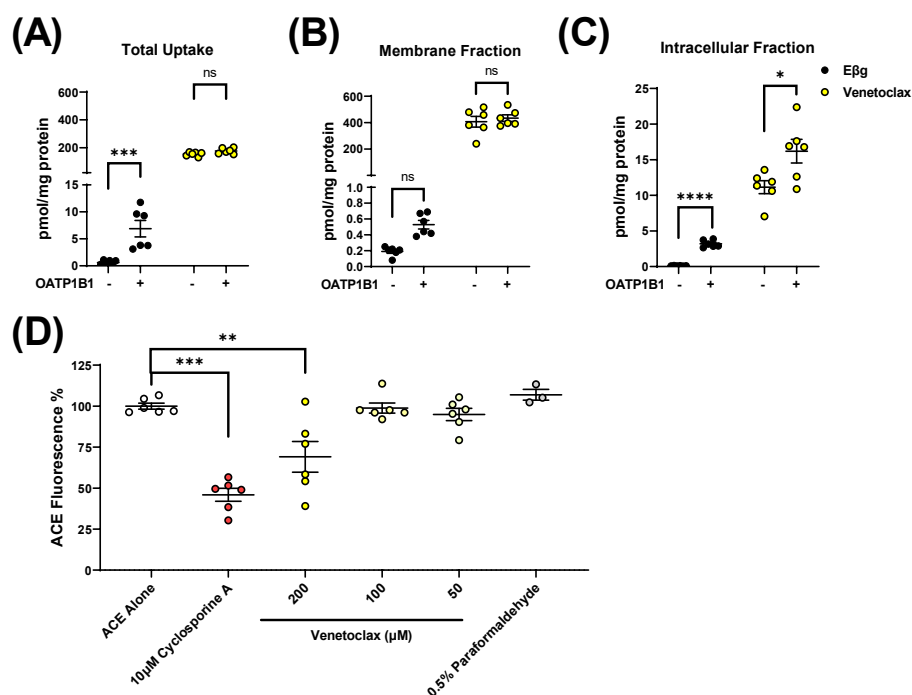 (A)
Total Uptake
ns
***
pmol/mg protein
600
400
200
15
10
5
0
OATP1B1 - + - +
(B)
Membrane Fraction
ns
ns
pmol/mg protein
600
400
200
1.0
0.8
0.6
0.4
0.2
0.0
OATP1B1 - + - +
(C)
Intracellular Fraction
*
****
pmol/mg protein
25
20
15
10
5
0
OATP1B1 - + - +
Eβg
Venetoclax
(D)
**
***
ACE Fluorescence %
125
100
75
50
25
0
ACE Alone
10μM Cyclosporine A
200
100
50
Venetoclax (μM)
0.5% Paraformaldehyde